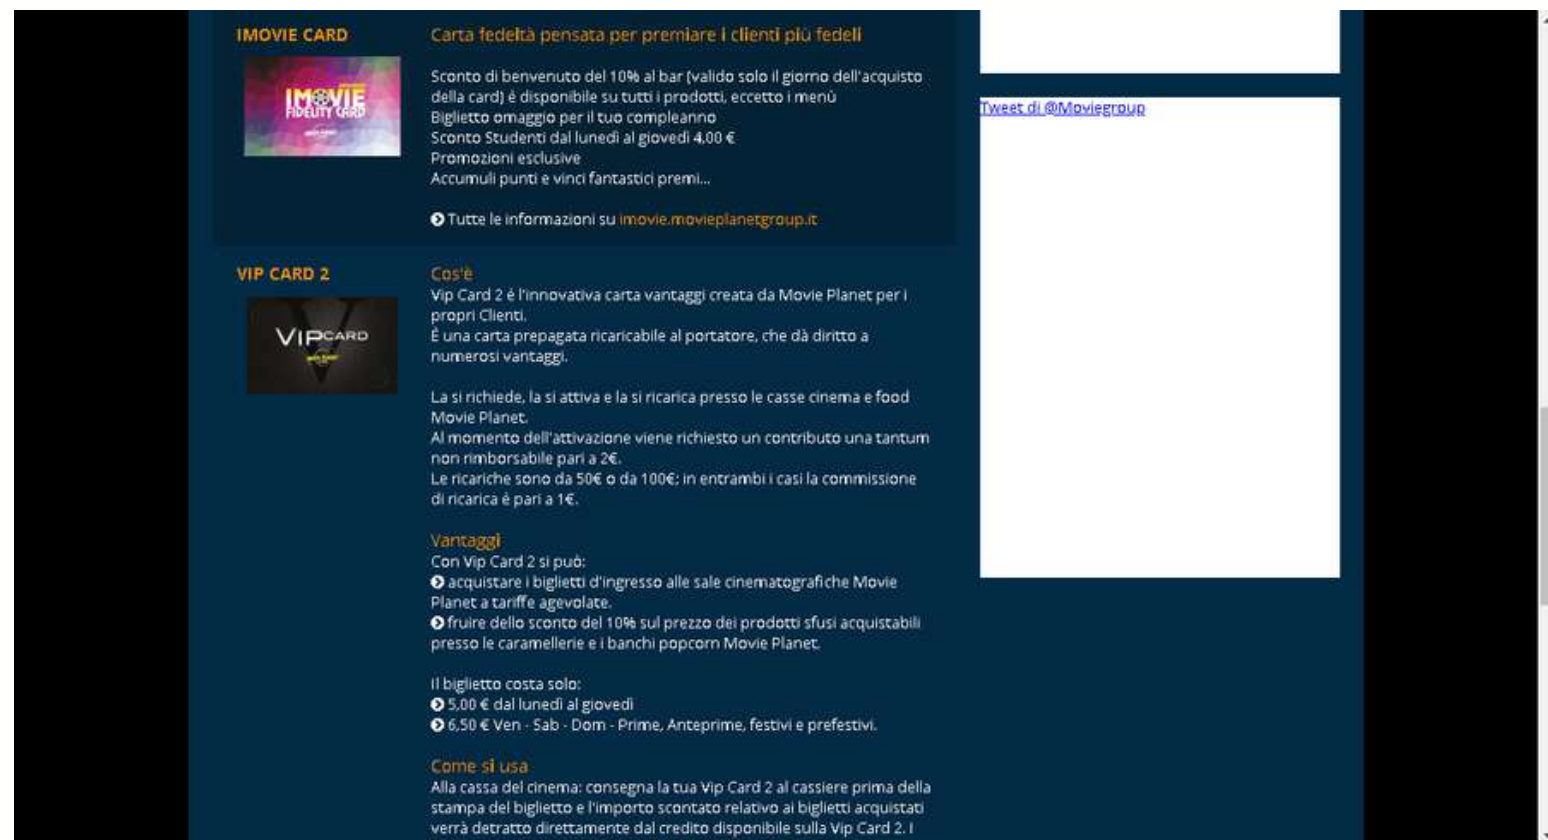 IMOVIE CARD
IMOVIE
FIDELITY CARD
Carta fedeltà pensata per premiare i clienti più fedeli
Sconto di benvenuto del 10% al bar (valido solo il giorno dell'acquisto
della card) é disponibile su tutti i prodotti, eccetto i menù
Biglietto omaggio per il tuo compleanno
Sconto Studenti dal lunedì al giovedì 4,00 €
Promozioni esclusive
Accumuli punti e vinci fantastici premi...
Tutte le informazioni su imovie.movieplanetgroup.it
VIP CARD 2
VIPCARD
Cos'è
Vip Card 2 è l'innovativa carta vantaggi creata da Movie Planet per i
propri Clienti.
È una carta prepagata ricaricabile al portatore, che dà diritto a
numerosi vantaggi.
La si richiede, la si attiva e la si ricarica presso le casse cinema e food
Movie Planet.
Al momento dell'attivazione viene richiesto un contributo una tantum
non rimborsabile pari a 2€.
Le ricariche sono da 50€ o da 100€; in entrambi i casi la commissione
di ricarica è pari a 1€.
Vantaggi
Con Vip Card 2 si può:
acquistare i biglietti d'ingresso alle sale cinematografiche Movie
Planet a tariffe agevolate.
fruire dello sconto del 10% sul prezzo dei prodotti sfusi acquistabili
presso le caramellerie e i banchi popcorn Movie Planet.
Il biglietto costa solo:
5,00 € dal lunedì al giovedì
6,50 € Ven - Sab - Dom - Prime, Anteprime, festivi e prefestivi.
Come si usa
Alla cassa del cinema: consegna la tua Vip Card 2 al cassiere prima della
stampa del biglietto e l'importo scontato relativo ai biglietti acquistati
verrà detratto direttamente dal credito disponibile sulla Vip Card 2. I
Tweet di @Moviegroup